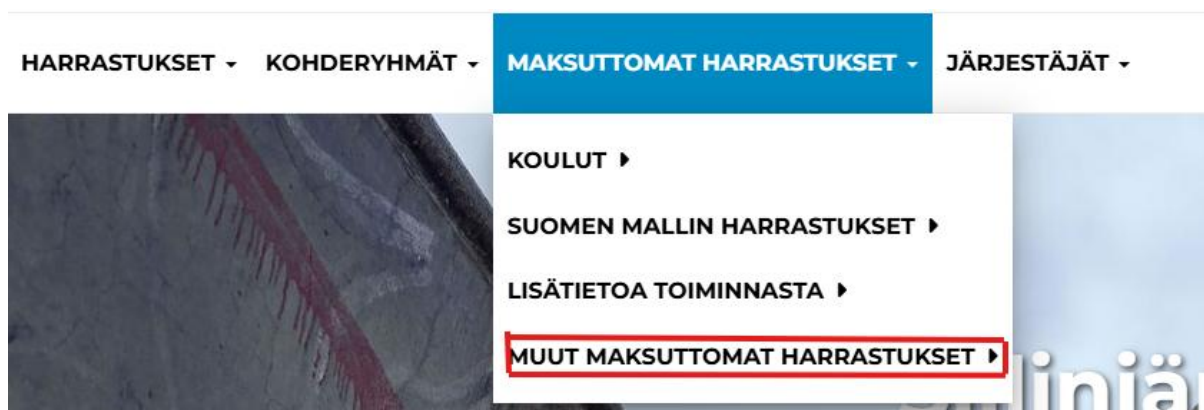 HARRASTUKSET KOHDERYHMÄT MAKSUTTOMAT HARRASTUKSET JÄRJESTÄJÄT
KOULUT
SUOMEN MALLIN HARRASTUKSET
LISÄTIETOA TOIMINNASTA
MUUT MAKSUTTOMAT HARRASTUKSET